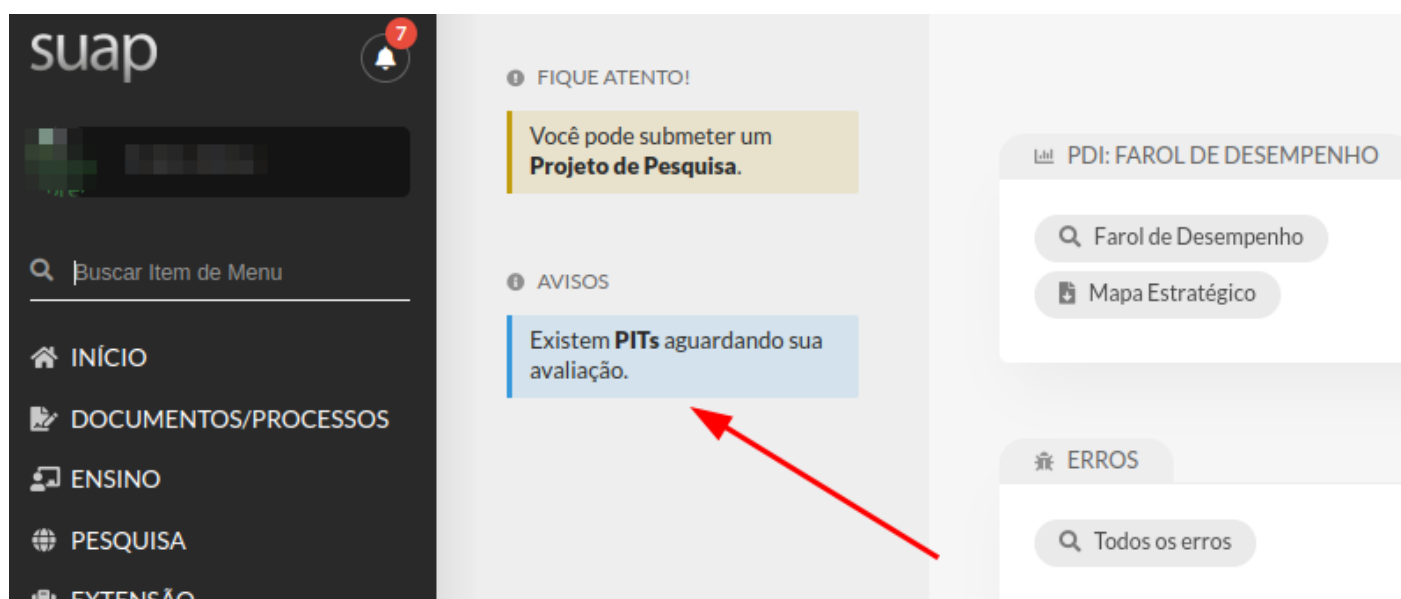 suap
7
Buscar Item de Menu
INÍCIO
DOCUMENTOS/PROCESSOS
ENSINO
PESQUISA
EXTENSÃO
FIQUE ATENTO!
Você pode submeter um
Projeto de Pesquisa.
AVISOS
Existem PITs aguardando sua
avaliação.
PDI: FAROL DE DESEMPENHO
Farol de Desempenho
Mapa Estratégico
ERROS
Todos os erros